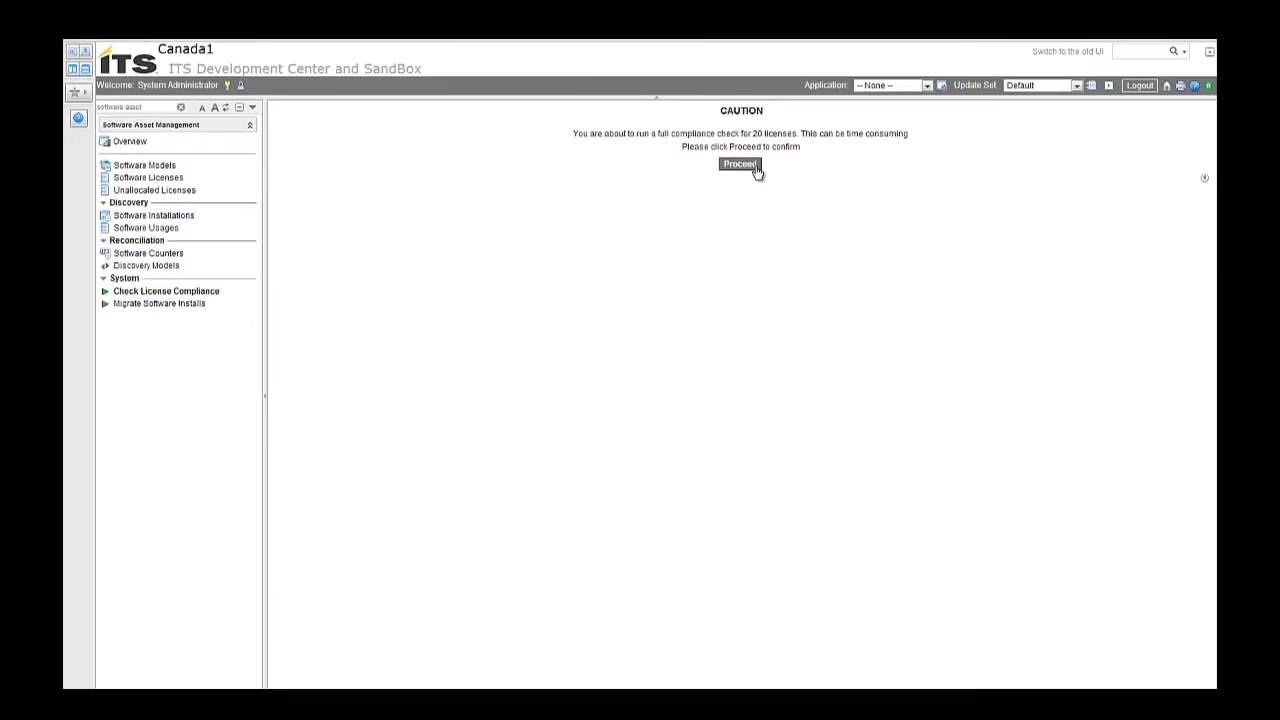 Canada1
ITS
ITS Development Center and SandBox
Switch to the old UI
Welcome: System Administrator
Application: -- None --
Update Set Default
Logout
software asset
A A
Software Asset Management
Overview
Software Models
Software Licenses
Unallocated Licenses
Discovery
Software Installations
Software Usages
Reconciliation
Software Counters
Discovery Models
System
Check License Compliance
Migrate Software Installs
CAUTION
You are about to run a full compliance check for 20 licenses. This can be time consuming
Please click Proceed to confirm
Proceed